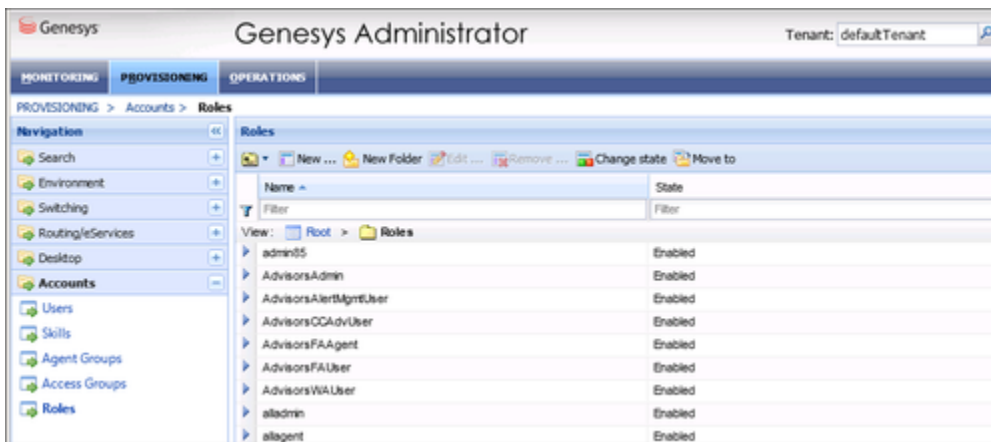 Genesys
Genesys Administrator
Tenant: defaultTenant
MONITORING PROVISIONING OPERATIONS
PROVISIONING > Accounts > Roles
Navigation
Search
Environment
Switching
Routing/eServices
Desktop
Accounts
Users
Skills
Agent Groups
Access Groups
Roles
Roles
New ... New Folder Edit ... Remove ... Change state Move to
Name State
Filter Filter
View: Root > Roles
admin85 Enabled
AdvisorsAdmin Enabled
AdvisorsAlertMgmtUser Enabled
AdvisorsCCAdvUser Enabled
AdvisorsFAAgent Enabled
AdvisorsFAUser Enabled
AdvisorsWAUser Enabled
alladmin Enabled
allagent Enabled